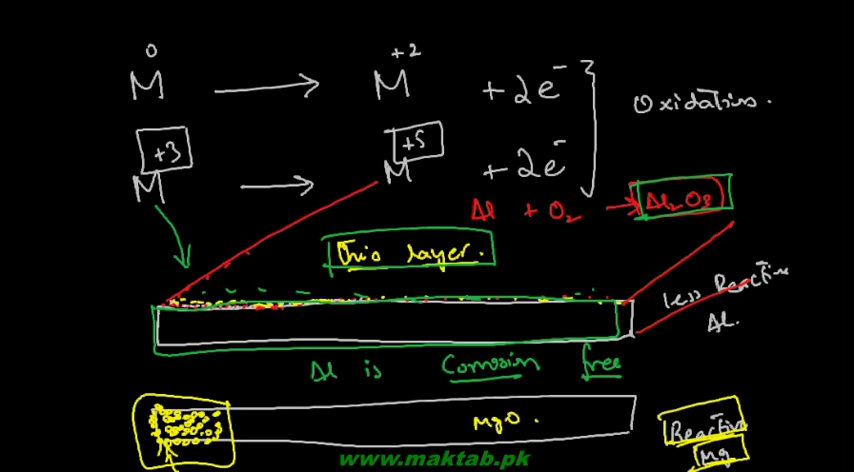 M⁰ → M⁺² + 2e⁻
Oxidation.
M⁺³ → M⁺⁵ + 2e⁻
Al + O₂ → Al₂O₃
this layer.
Less Reactive
Al.
Al is Corrosion free
MgO.
Reactive
Mg
www.maktab.pk